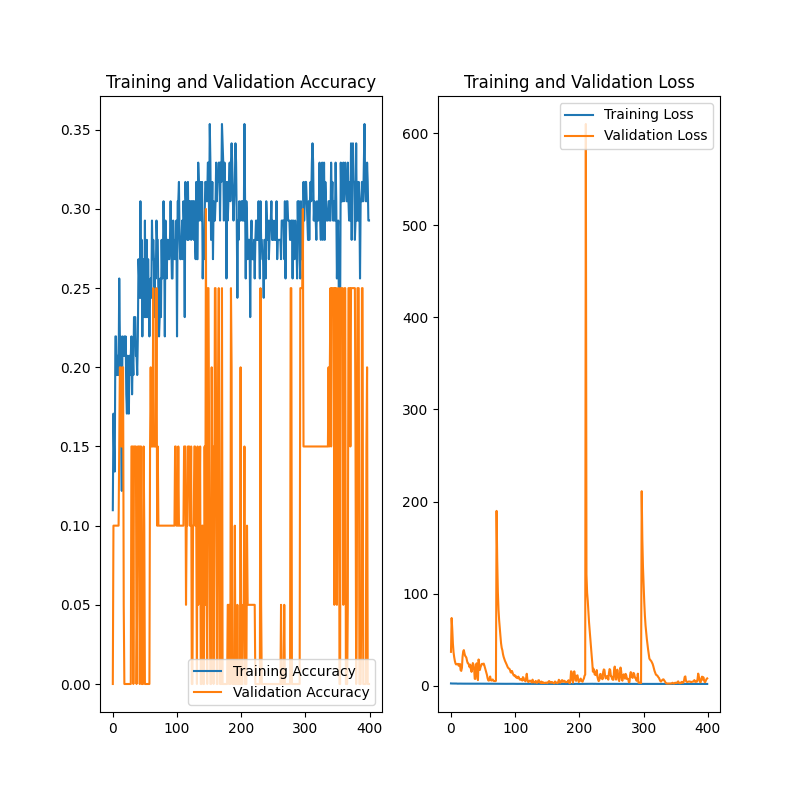 Training and Validation Accuracy
0.35
0.30
0.25
0.20
0.15
0.10
0.05
0.00
Training Accuracy
Validation Accuracy
0 100 200 300 400
Training and Validation Loss
Training Loss
Validation Loss
600
500
400
300
200
100
0
0 100 200 300 400